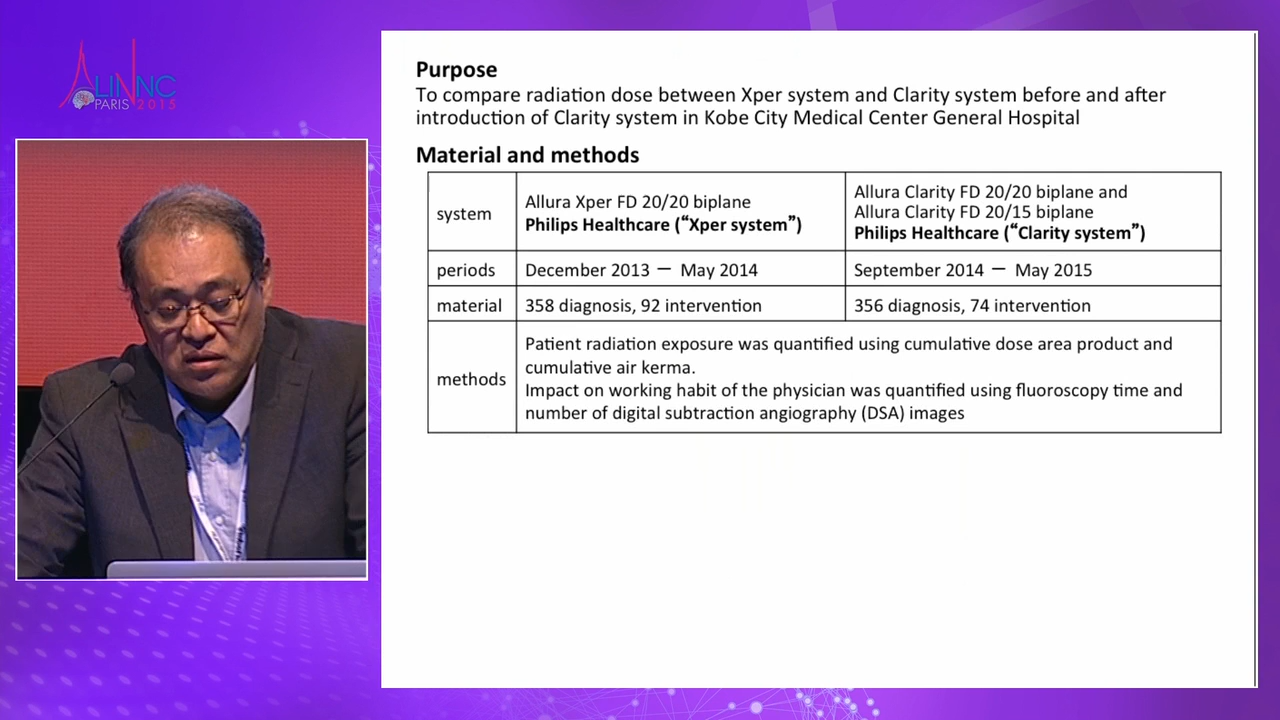 LINNC
PARIS 2015
Purpose
To compare radiation dose between Xper system and Clarity system before and after
introduction of Clarity system in Kobe City Medical Center General Hospital
Material and methods
system
Allura Xper FD 20/20 biplane
Philips Healthcare (“Xper system”)
Allura Clarity FD 20/20 biplane and
Allura Clarity FD 20/15 biplane
Philips Healthcare (“Clarity system”)
periods
December 2013 － May 2014
September 2014 － May 2015
material
358 diagnosis, 92 intervention
356 diagnosis, 74 intervention
methods
Patient radiation exposure was quantified using cumulative dose area product and
cumulative air kerma.
Impact on working habit of the physician was quantified using fluoroscopy time and
number of digital subtraction angiography (DSA) images